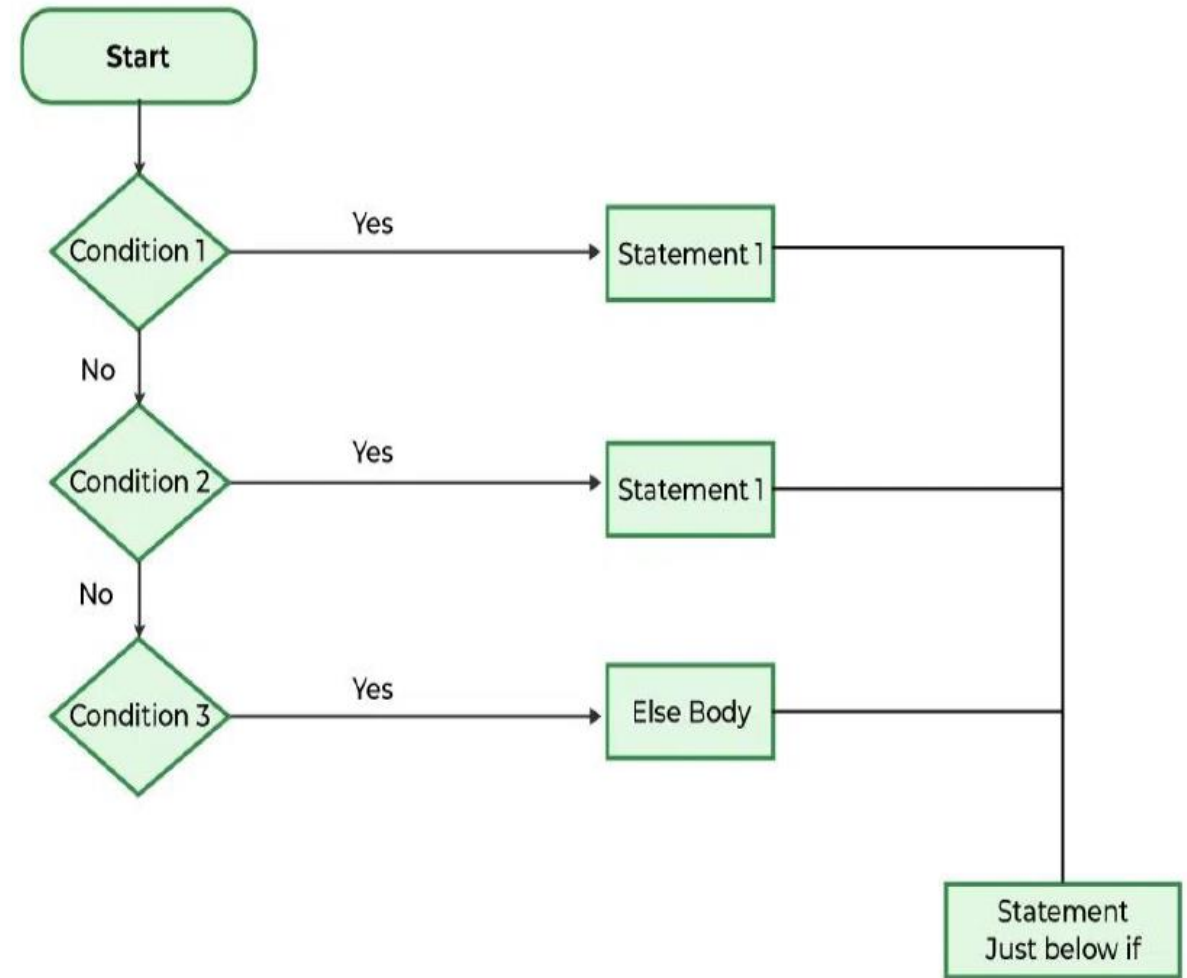 Start
Condition 1
Yes
Statement 1
No
Condition 2
Yes
Statement 1
No
Condition 3
Yes
Else Body
Statement
Just below if